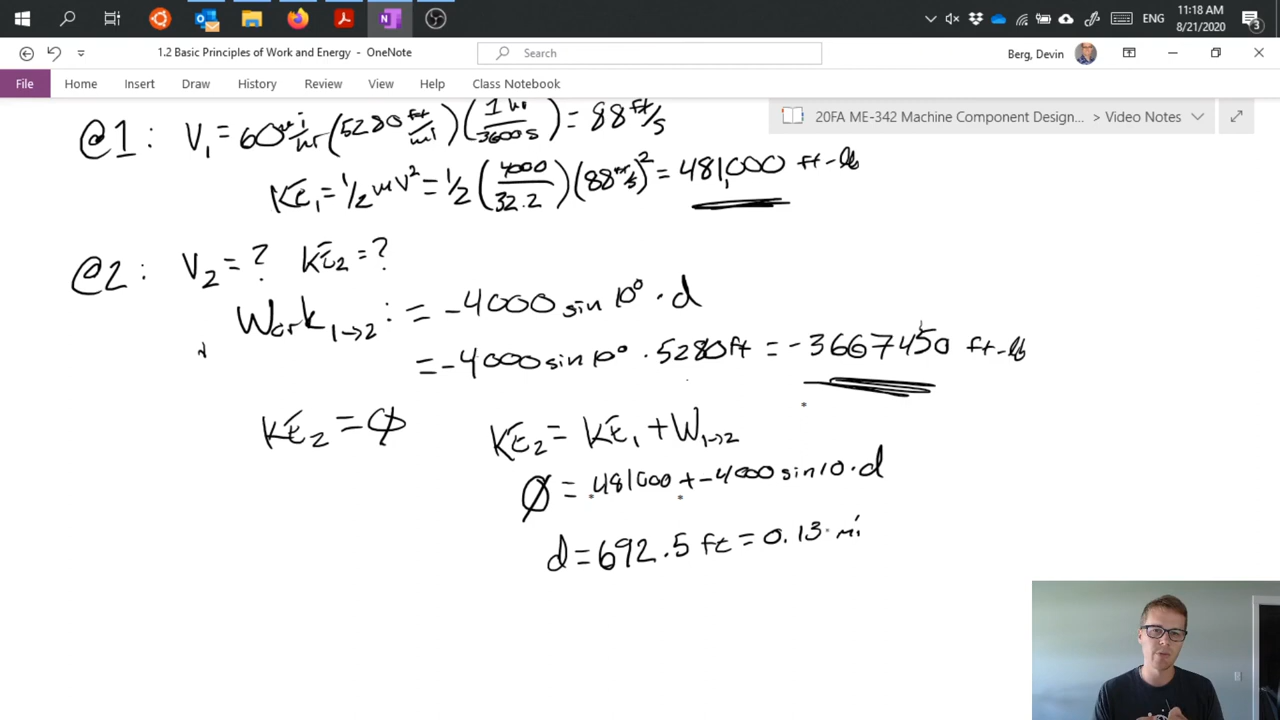 11:18 AM
ENG
8/21/2020
3
1.2 Basic Principles of Work and Energy - OneNote
Search
Berg, Devin
File Home Insert Draw History Review View Help Class Notebook
20FA ME-342 Machine Component Design... > Video Notes
@1: V₁ = 60 mi/hr (5280 ft/mi) (1 hr/3600 s) = 88 ft/s
KE₁ = 1/2 mV² = 1/2 (4000/32.2) (88 ft/s)² = 481,000 ft-lb
@2: V₂ = ? KE₂ = ?
Work₁→₂: = -4000 sin 10° · d
= -4000 sin 10° · 5280 ft = -3667450 ft-lb
KE₂ = Ø
KE₂ = KE₁ + W₁→₂
Ø = 481000 + -4000 sin 10 · d
d = 692.5 ft = 0.13 mi